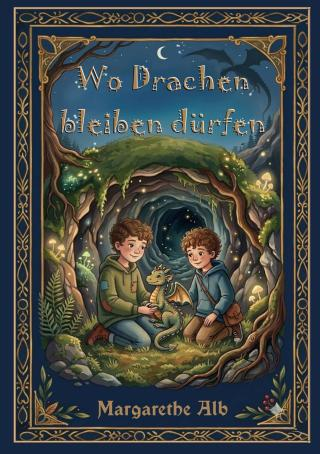 Wo Drachen
bleiben dürfen
Margarethe Alb